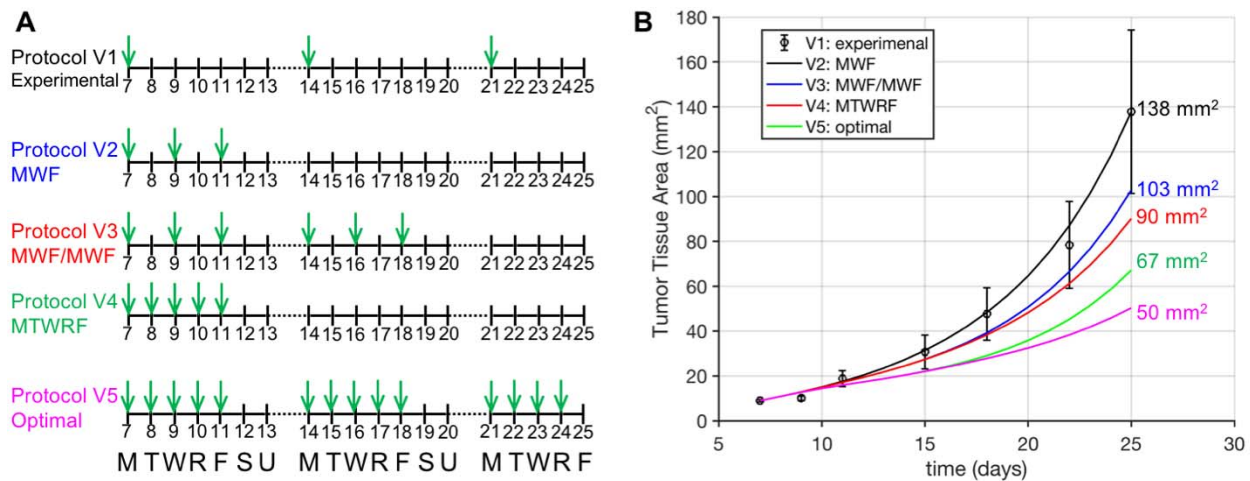 A
Protocol V1
Experimental
7 8 9 10 11 12 13 14 15 16 17 18 19 20 21 22 23 24 25
Protocol V2
MWF
7 8 9 10 11 12 13 14 15 16 17 18 19 20 21 22 23 24 25
Protocol V3
MWF/MWF
7 8 9 10 11 12 13 14 15 16 17 18 19 20 21 22 23 24 25
Protocol V4
MTWRF
7 8 9 10 11 12 13 14 15 16 17 18 19 20 21 22 23 24 25
Protocol V5
Optimal
7 8 9 10 11 12 13 14 15 16 17 18 19 20 21 22 23 24 25
M T W R F S U M T W R F S U M T W R F
B
Tumor Tissue Area (mm²)
180
160
140
120
100
80
60
40
20
0
V1: experimenal
V2: MWF
V3: MWF/MWF
V4: MTWRF
V5: optimal
138 mm²
103 mm²
90 mm²
67 mm²
50 mm²
5 10 15 20 25 30
time (days)